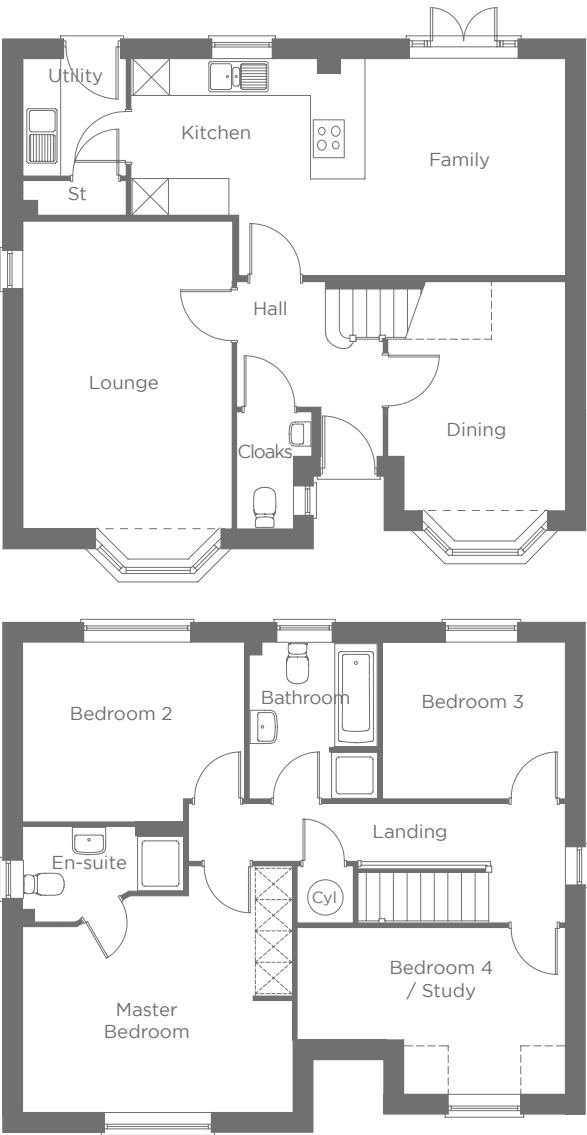 Utility
Kitchen
Family
St
Hall
Lounge
Dining
Cloaks
Bathroom
Bedroom 3
Bedroom 2
Landing
En-suite
Cyl
Bedroom 4
/ Study
Master
Bedroom